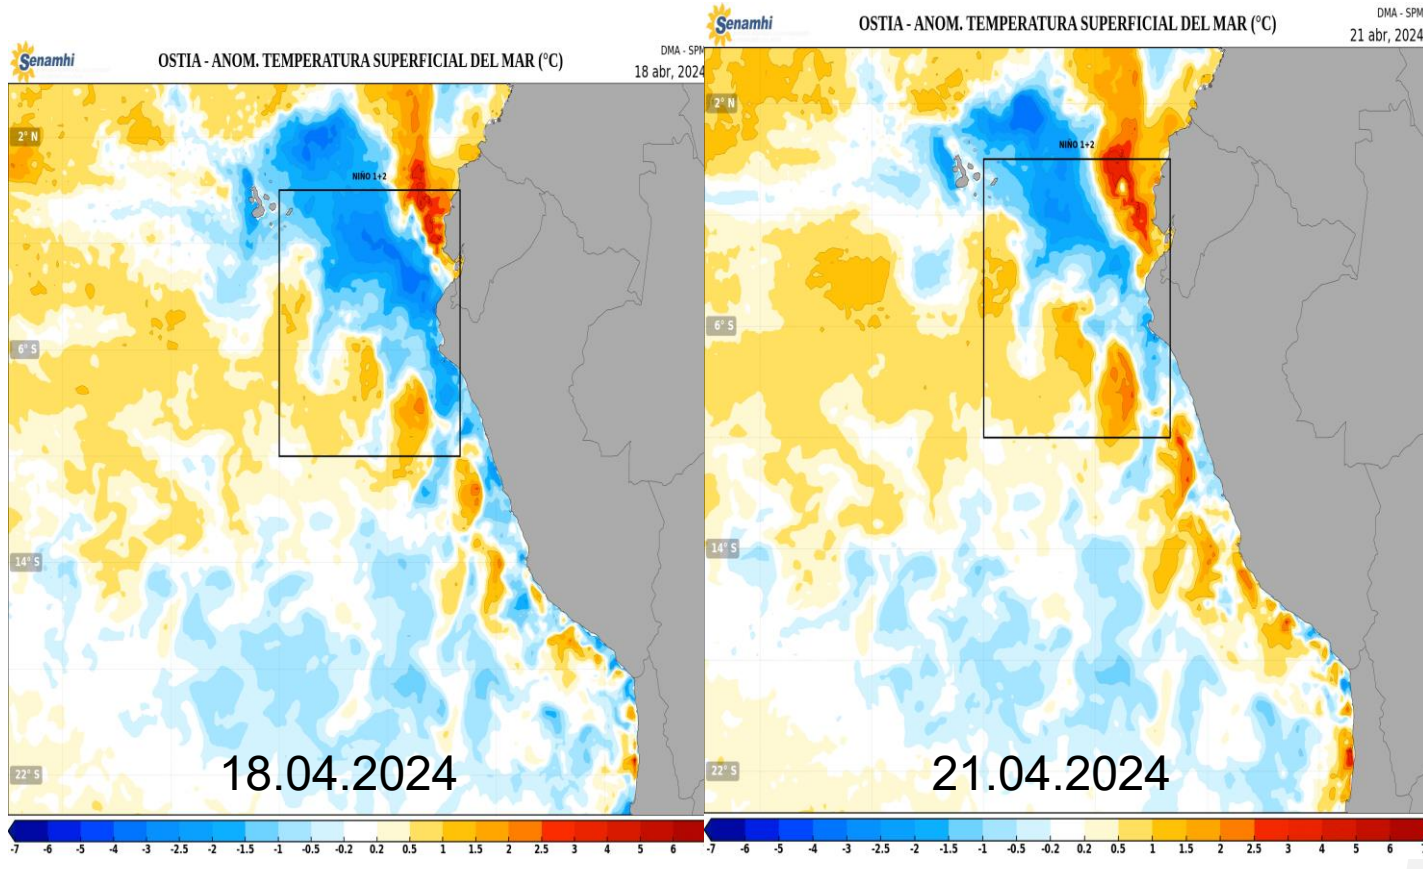 Senamhi
OSTIA - ANOM. TEMPERATURA SUPERFICIAL DEL MAR (°C)
DMA - SPM
18 abr, 2024
2° N
NIÑO 1+2
6° S
14° S
22° S
18.04.2024
-7 -6 -5 -4 -3 -2.5 -2 -1.5 -1 -0.5 -0.2 0.2 0.5 1 1.5 2 2.5 3 4 5 6
Senamhi
OSTIA - ANOM. TEMPERATURA SUPERFICIAL DEL MAR (°C)
DMA - SPM
21 abr, 2024
2° N
NIÑO 1+2
6° S
14° S
22° S
21.04.2024
-7 -6 -5 -4 -3 -2.5 -2 -1.5 -1 -0.5 -0.2 0.2 0.5 1 1.5 2 2.5 3 4 5 6